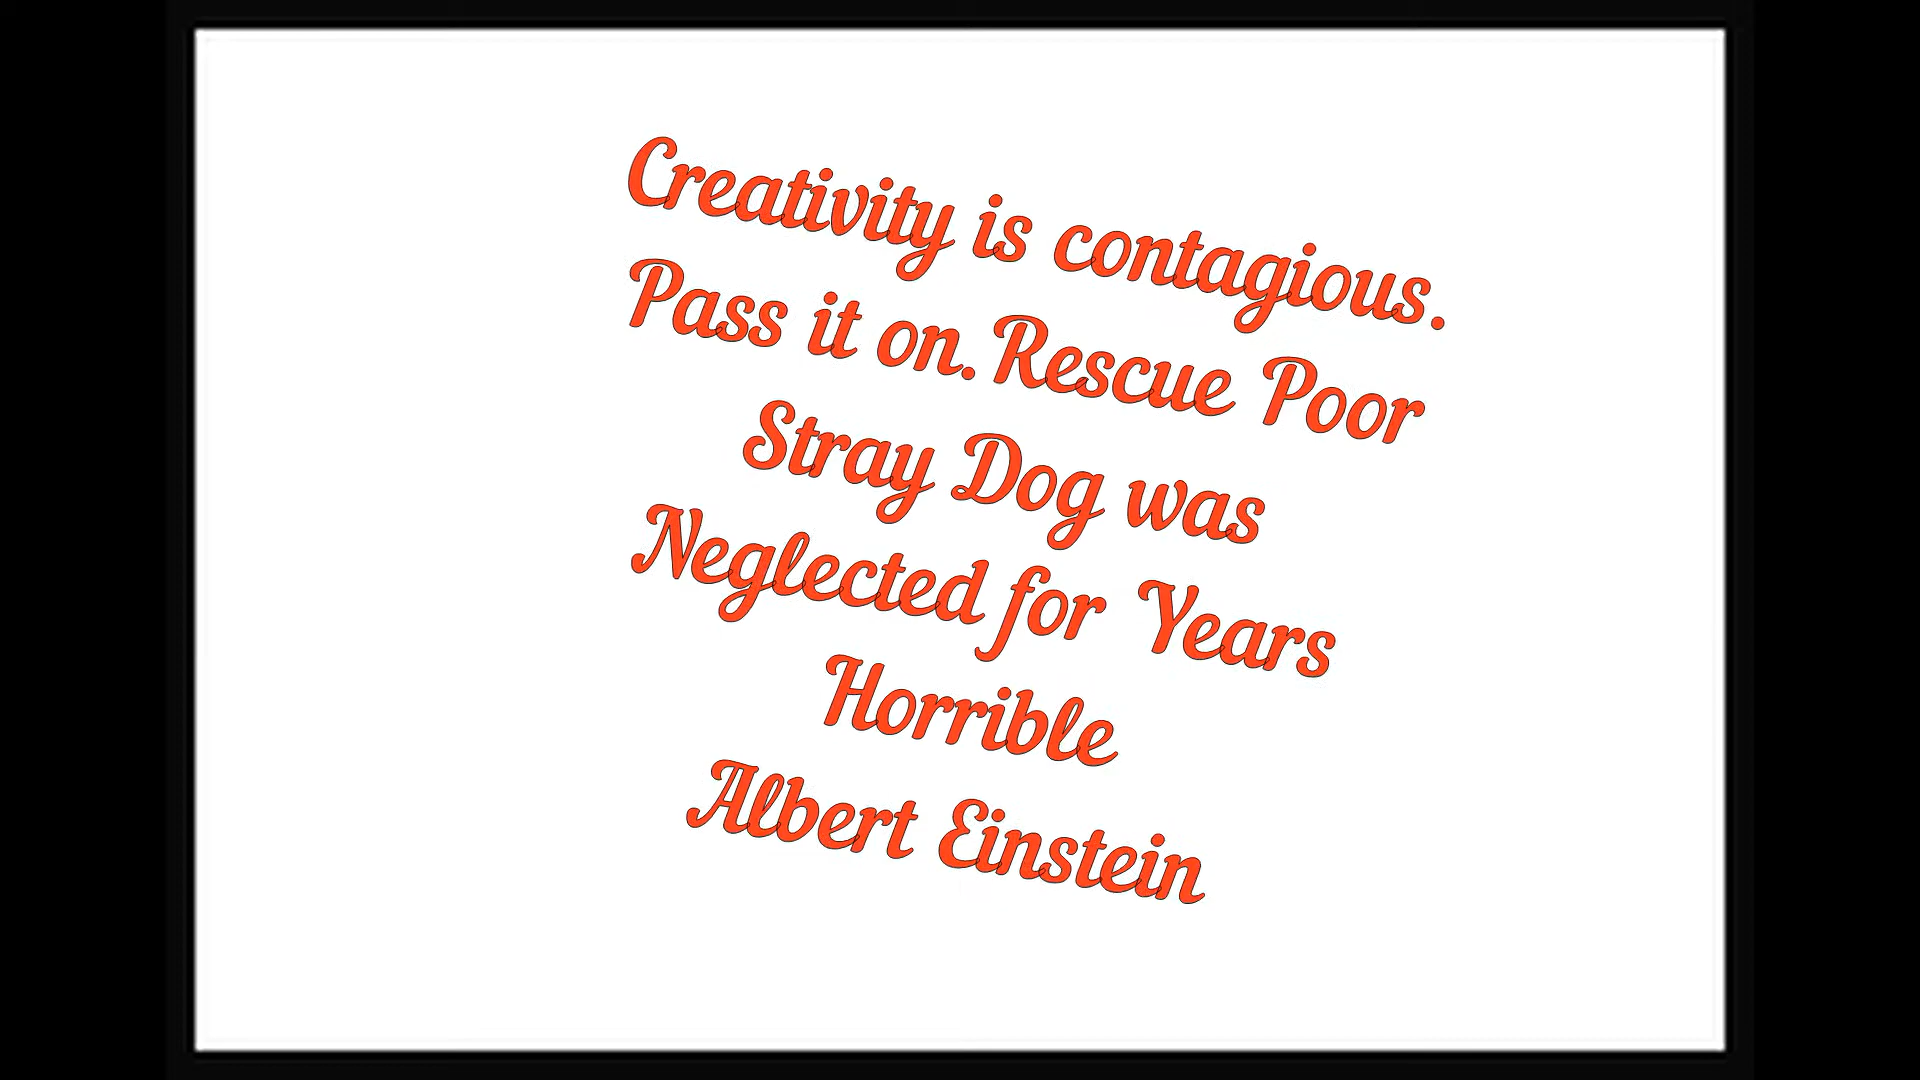 Creativity is contagious.
Pass it on. Rescue Poor
Stray Dog was
Neglected for Years
Horrible
Albert Einstein